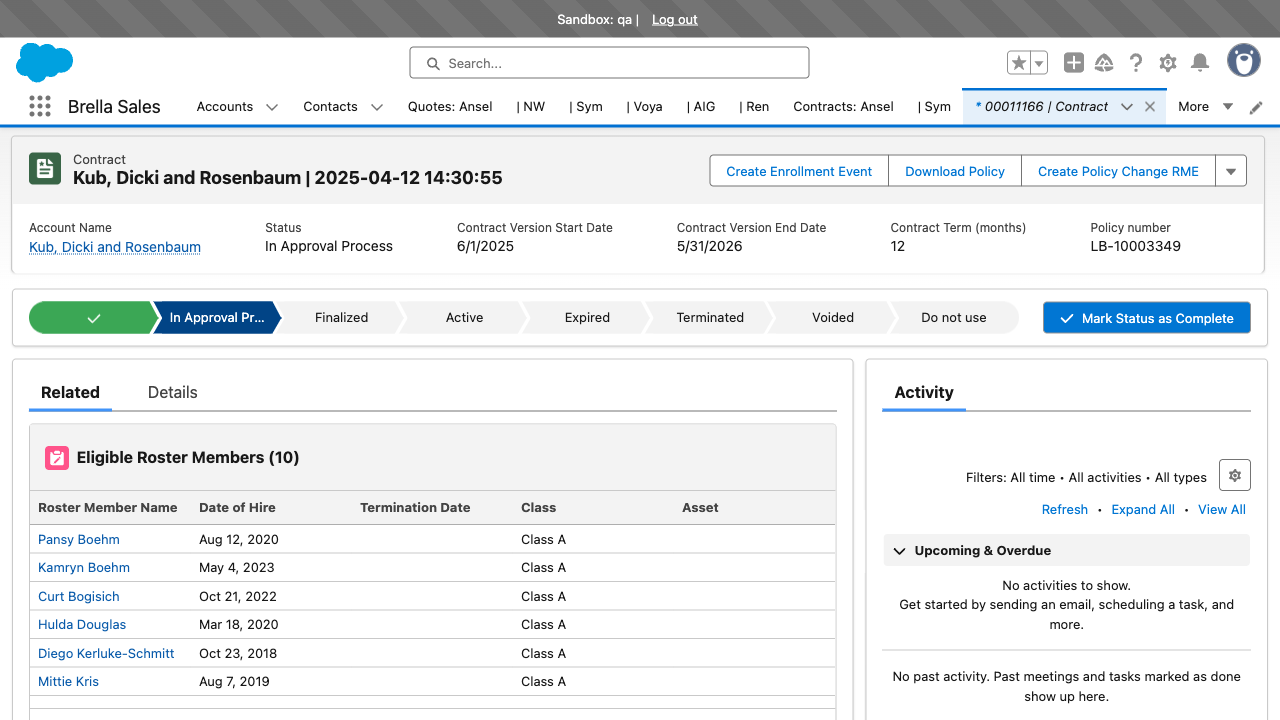 Sandbox: qa | Log out
Search...
Brella Sales Accounts Contacts Quotes: Ansel | NW | Sym | Voya | AIG | Ren Contracts: Ansel | Sym * 00011166 | Contract More
Contract
Kub, Dicki and Rosenbaum | 2025-04-12 14:30:55
Create Enrollment Event Download Policy Create Policy Change RME
Account Name Status Contract Version Start Date Contract Version End Date Contract Term (months) Policy number
Kub, Dicki and Rosenbaum In Approval Process 6/1/2025 5/31/2026 12 LB-10003349
In Approval Pr... Finalized Active Expired Terminated Voided Do not use Mark Status as Complete
Related Details
Eligible Roster Members (10)
Roster Member Name Date of Hire Termination Date Class Asset
Pansy Boehm Aug 12, 2020 Class A
Kamryn Boehm May 4, 2023 Class A
Curt Bogisich Oct 21, 2022 Class A
Hulda Douglas Mar 18, 2020 Class A
Diego Kerluke-Schmitt Oct 23, 2018 Class A
Mittie Kris Aug 7, 2019 Class A
Activity
Filters: All time • All activities • All types
Refresh • Expand All • View All
Upcoming & Overdue
No activities to show.
Get started by sending an email, scheduling a task, and
more.
No past activity. Past meetings and tasks marked as done
show up here.